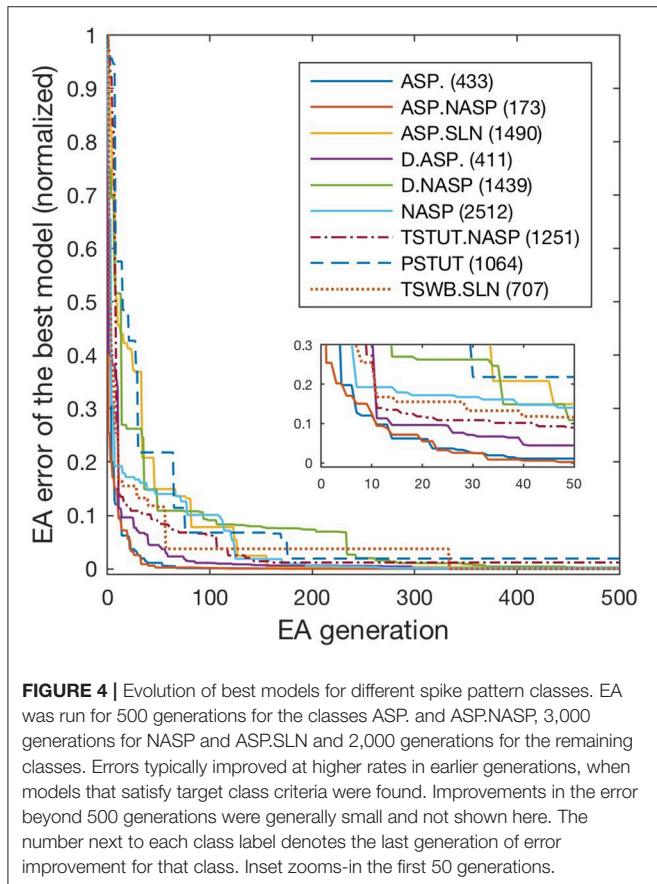 1
0.9
0.8
0.7
0.6
0.5
0.4
0.3
0.2
0.1
0
EA error of the best model (normalized)
ASP. (433)
ASP.NASP (173)
ASP.SLN (1490)
D.ASP. (411)
D.NASP (1439)
NASP (2512)
TSTUT.NASP (1251)
PSTUT (1064)
TSWB.SLN (707)
0.3
0.2
0.1
0
0 10 20 30 40 50
0 100 200 300 400 500
EA generation
FIGURE 4 | Evolution of best models for different spike pattern classes. EA
was run for 500 generations for the classes ASP. and ASP.NASP, 3,000
generations for NASP and ASP.SLN and 2,000 generations for the remaining
classes. Errors typically improved at higher rates in earlier generations, when
models that satisfy target class criteria were found. Improvements in the error
beyond 500 generations were generally small and not shown here. The
number next to each class label denotes the last generation of error
improvement for that class. Inset zooms-in the first 50 generations.